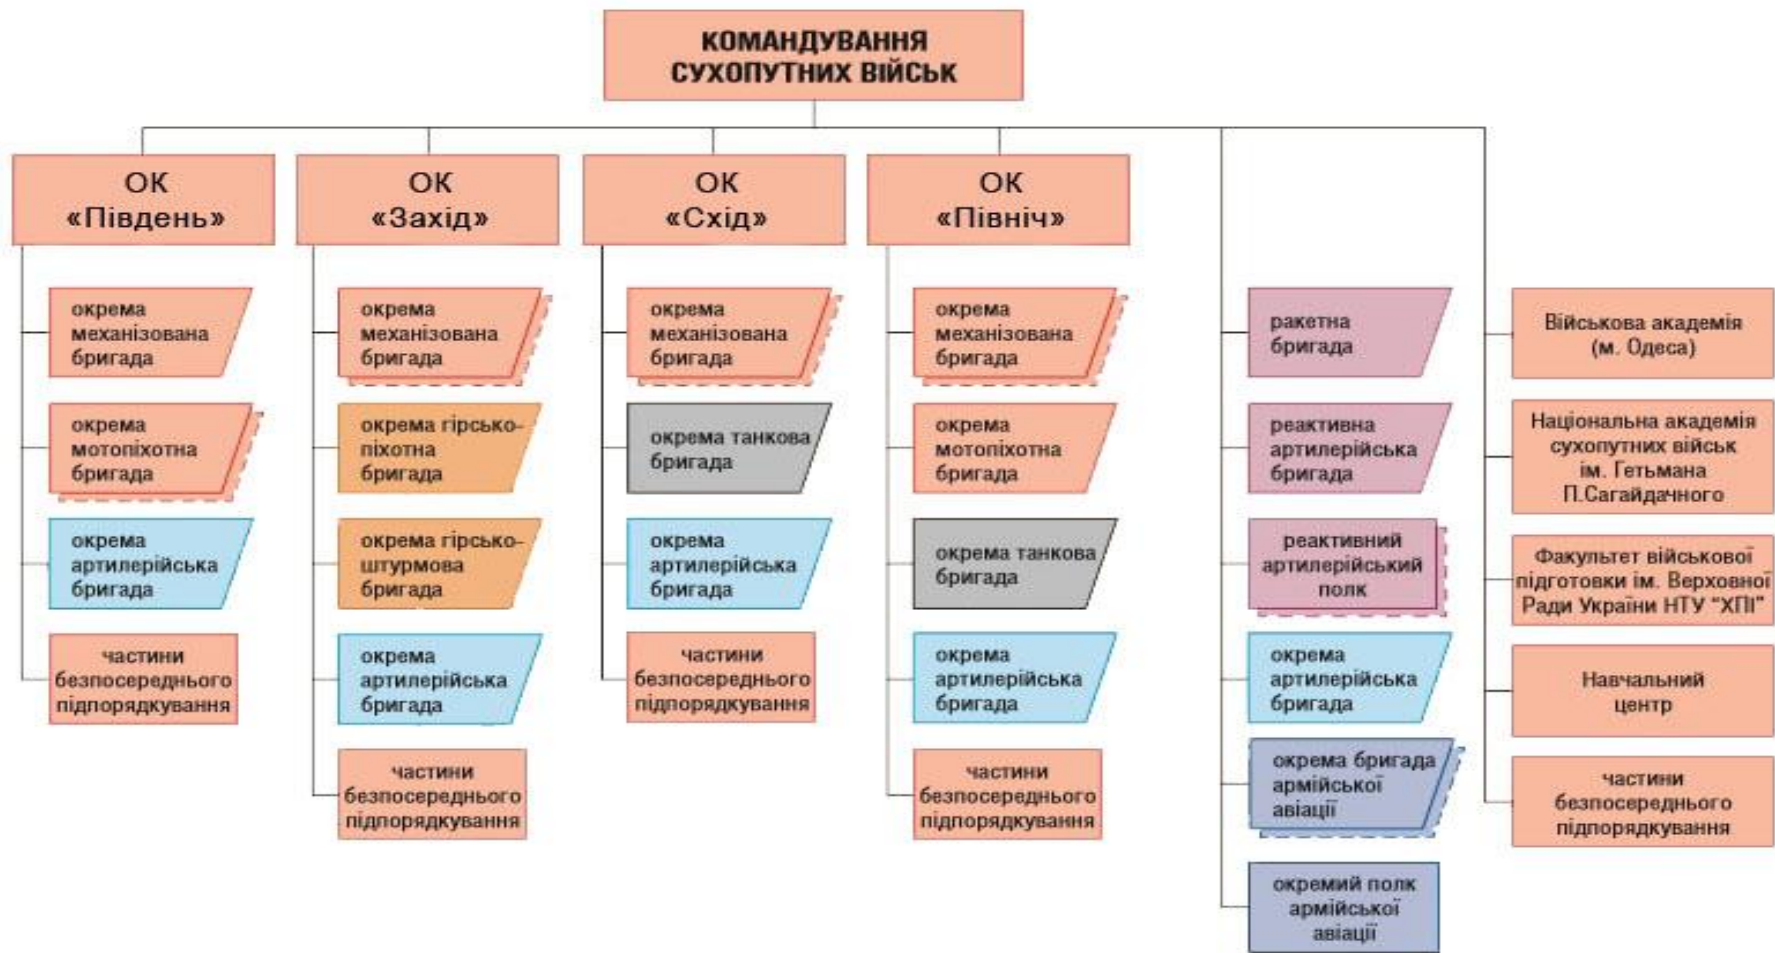 КОМАНДУВАННЯ
СУХОПУТНИХ ВІЙСЬК
ОК
«Південь»
окрема
механізована
бригада
окрема
мотопіхотна
бригада
окрема
артилерійська
бригада
частини
безпосереднього
підпорядкування
ОК
«Захід»
окрема
механізована
бригада
окрема гірсько-
піхотна
бригада
окрема гірсько-
штурмова
бригада
окрема
артилерійська
бригада
частини
безпосереднього
підпорядкування
ОК
«Схід»
окрема
механізована
бригада
окрема танкова
бригада
окрема
артилерійська
бригада
частини
безпосереднього
підпорядкування
ОК
«Північ»
окрема
механізована
бригада
окрема
мотопіхотна
бригада
окрема танкова
бригада
окрема
артилерійська
бригада
частини
безпосереднього
підпорядкування
ракетна
бригада
реактивна
артилерійська
бригада
реактивний
артилерійський
полк
окрема
артилерійська
бригада
окрема бригада
армійської
авіації
окремий полк
армійської
авіації
Військова академія
(м. Одеса)
Національна академія
сухопутних військ
ім. Гетьмана
П.Сагайдачного
Факультет військової
підготовки ім. Верховної
Ради України НТУ "ХПІ"
Навчальний
центр
частини
безпосереднього
підпорядкування